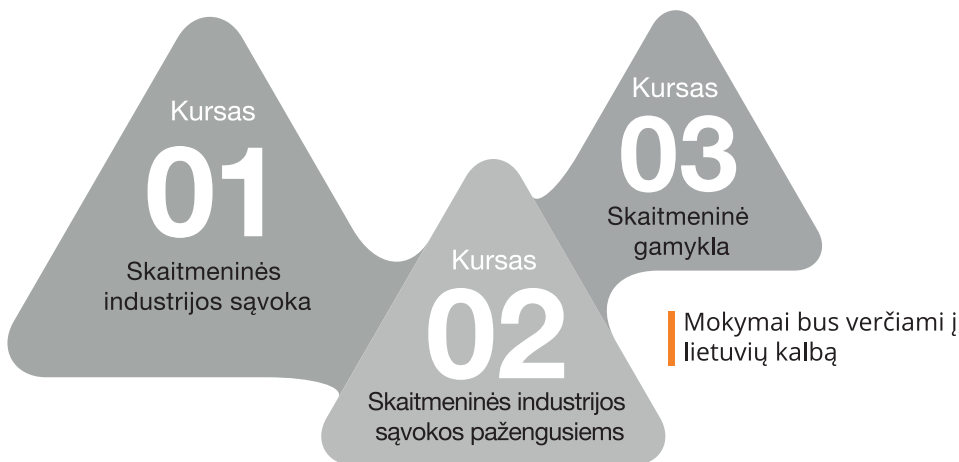 Kursas
01
Skaitmeninės
industrijos sąvoka
Kursas
02
Skaitmeninės industrijos
sąvokos pažengusiems
Kursas
03
Skaitmeninė
gamykla
Mokymai bus verčiami į
lietuvių kalbą